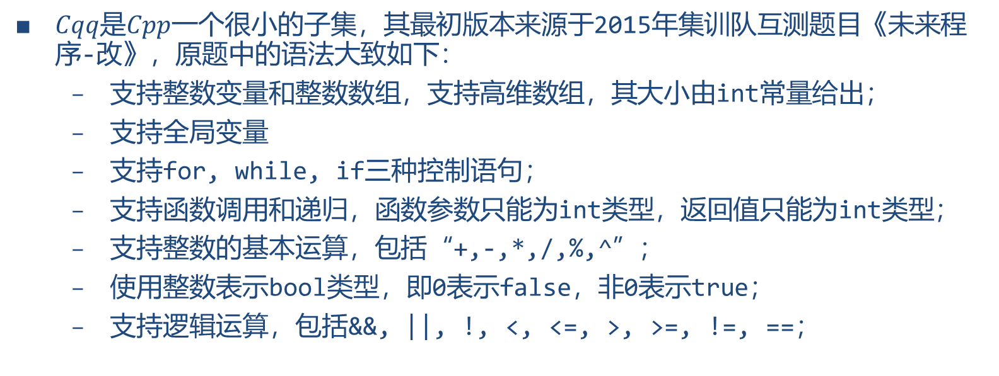 ▪ Cqq是Cpp一个很小的子集，其最初版本来源于2015年集训队互测题目《未来程
序-改》，原题中的语法大致如下：
– 支持整数变量和整数数组，支持高维数组，其大小由int常量给出；
– 支持全局变量
– 支持for, while, if三种控制语句；
– 支持函数调用和递归，函数参数只能为int类型，返回值只能为int类型；
– 支持整数的基本运算，包括“+,-,*,/,%,^”；
– 使用整数表示bool类型，即0表示false，非0表示true；
– 支持逻辑运算，包括&&, ||, !, <, <=, >, >=, !=, ==；